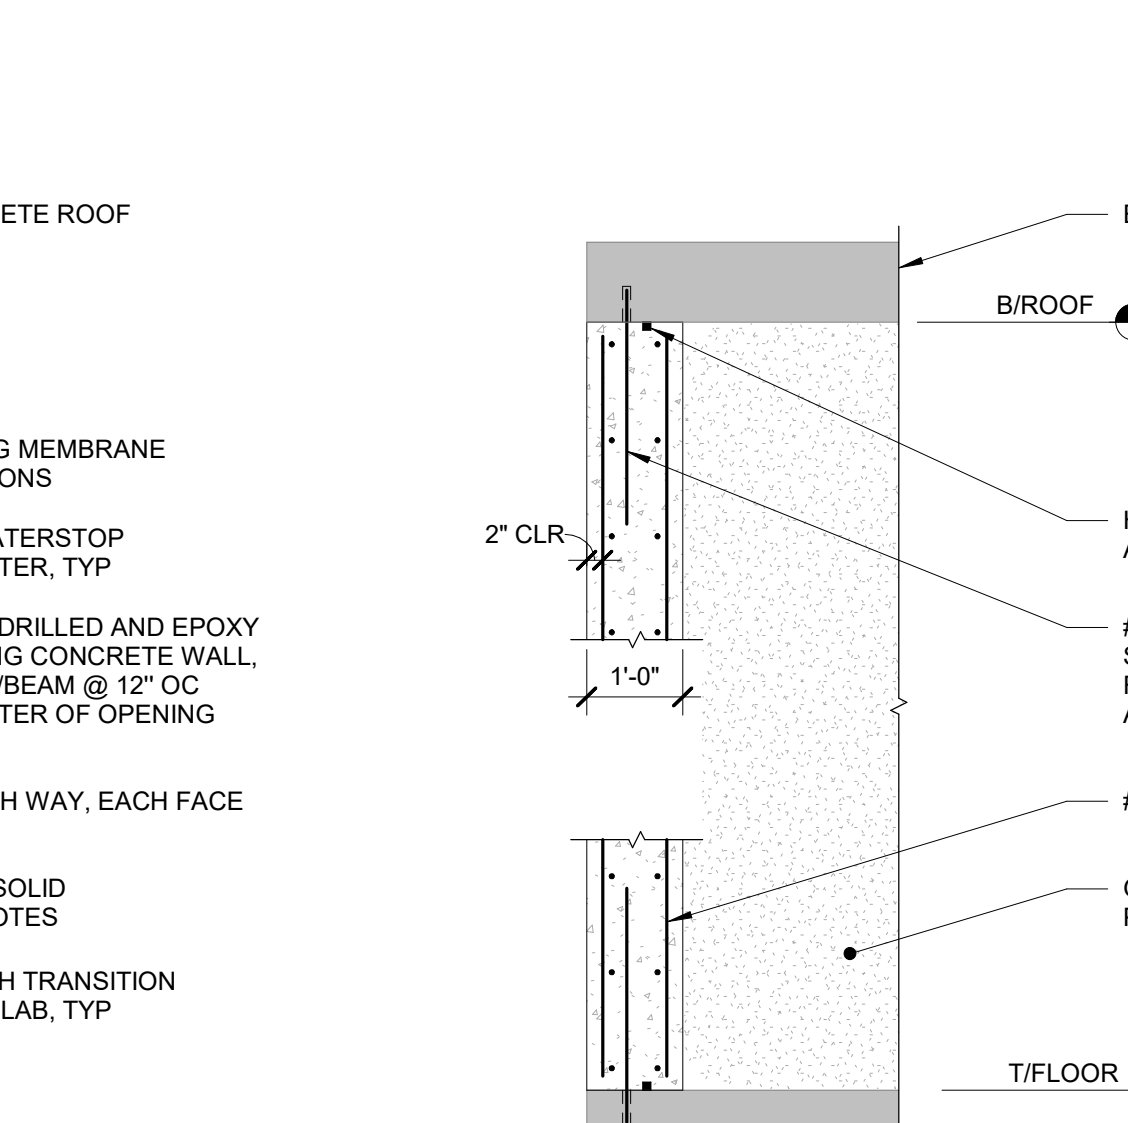 ETE ROOF
G MEMBRANE
ONS
ATERSTOP
TER, TYP
DRILLED AND EPOXY
NG CONCRETE WALL,
/BEAM @ 12" OC
TER OF OPENING
H WAY, EACH FACE
SOLID
OTES
H TRANSITION
LAB, TYP
2" CLR
1'-0"
B/ROOF
#
S
A
#
T/FLOOR